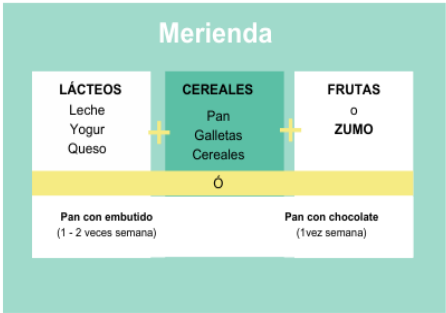 Merienda
LÁCTEOS
Leche
Yogur
Queso
+
CEREALES
Pan
Galletas
Cereales
+
FRUTAS
o
ZUMO
Ó
Pan con embutido
(1 - 2 veces semana)
Pan con chocolate
(1vez semana)